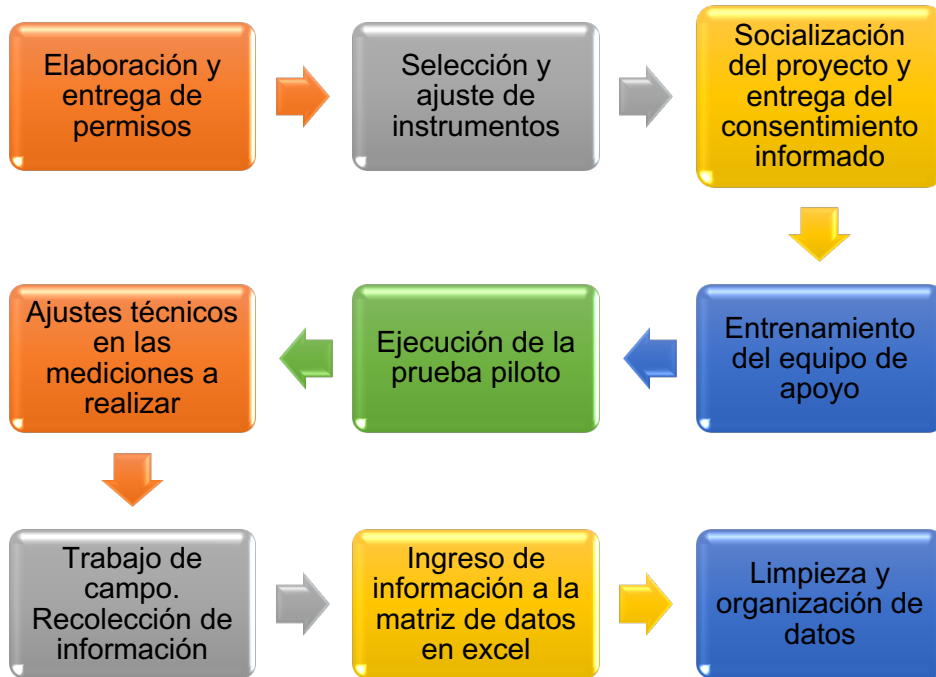 Elaboración y
entrega de
permisos
Selección y
ajuste de
instrumentos
Socialización
del proyecto y
entrega del
consentimiento
informado
Entrenamiento
del equipo de
apoyo
Ejecución de la
prueba piloto
Ajustes técnicos
en las
mediciones a
realizar
Trabajo de
campo.
Recolección de
información
Ingreso de
información a la
matriz de datos
en excel
Limpieza y
organización de
datos